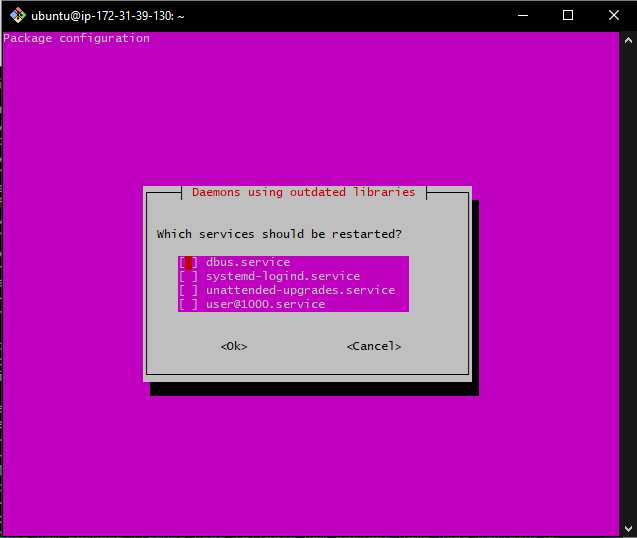 ubuntu@ip-172-31-39-130: ~
Package configuration
Daemons using outdated libraries
Which services should be restarted?
[ ] dbus.service
[ ] systemd-logind.service
[ ] unattended-upgrades.service
[ ] user@1000.service
<Ok> <Cancel>